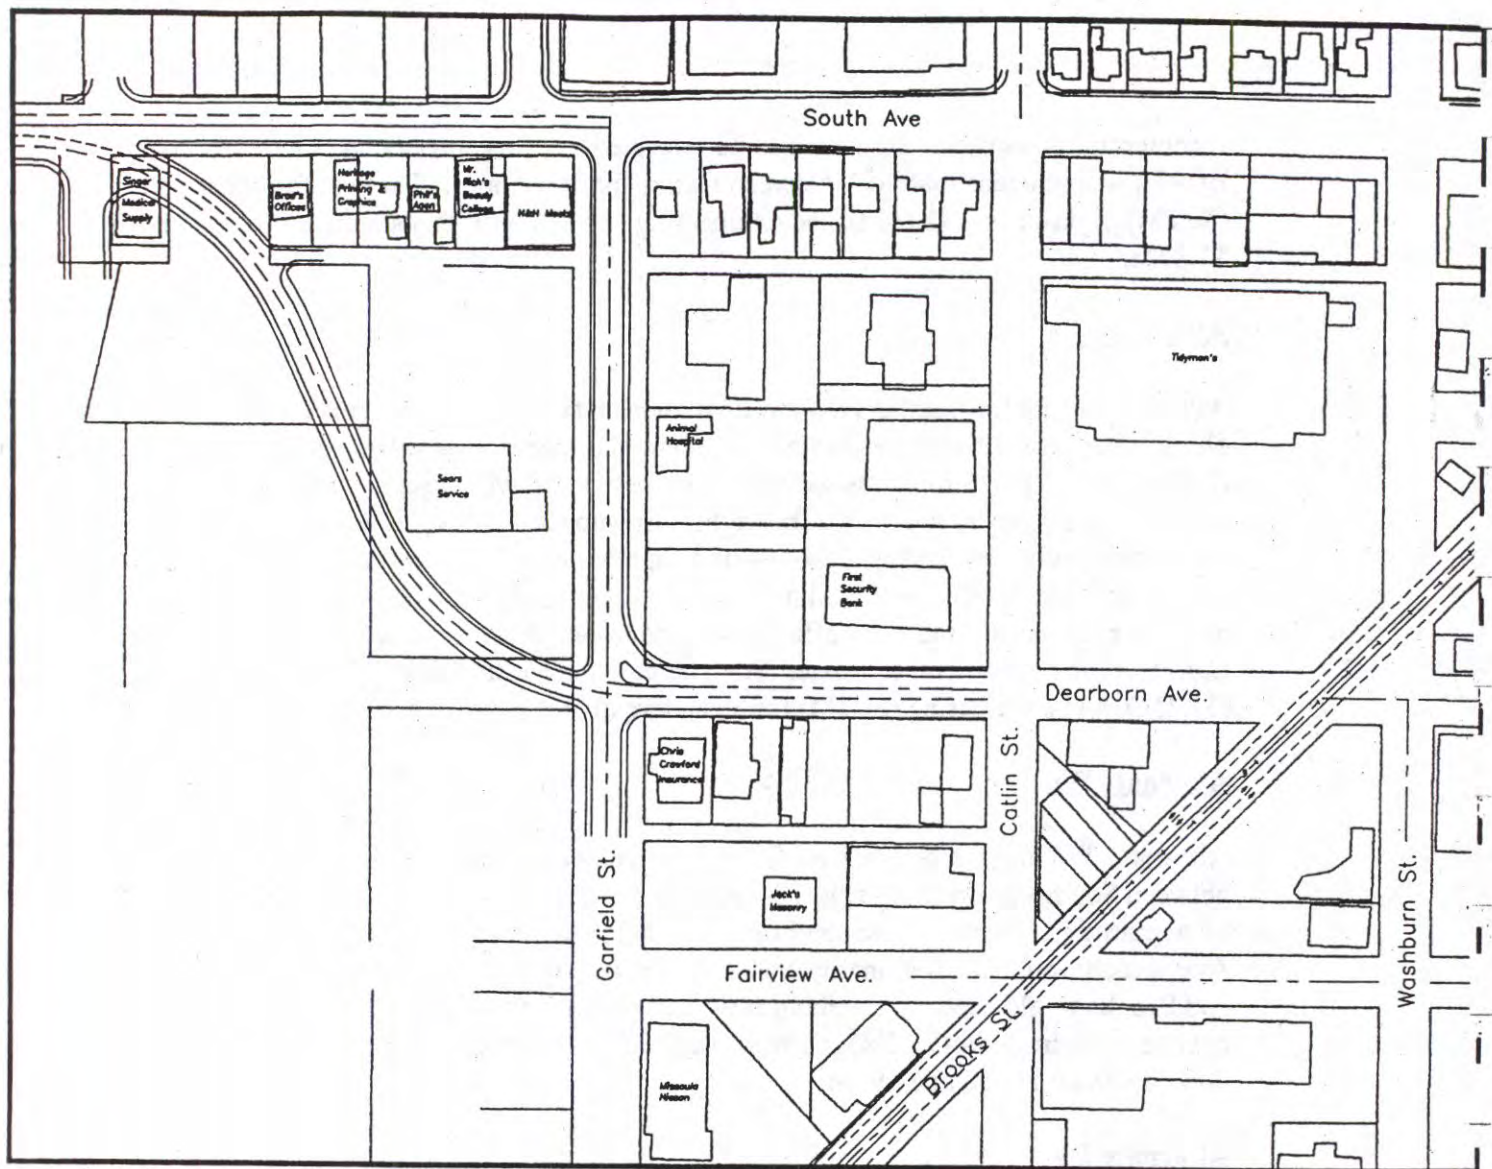 South Ave
Singer
Medical
Supply
Brad's
Offices
Heritage
Printing &
Graphics
Phil's
Agen
Mr.
Rich's
Beauty
College
H&H Meats
Tidyman's
Animal
Hospital
Sears
Service
First
Security
Bank
Dearborn Ave.
Chris
Crawford
Insurance
Catlin St.
Jack's
Masonry
Garfield St.
Washburn St.
Fairview Ave.
Brooks St.
Missoula
Nissan